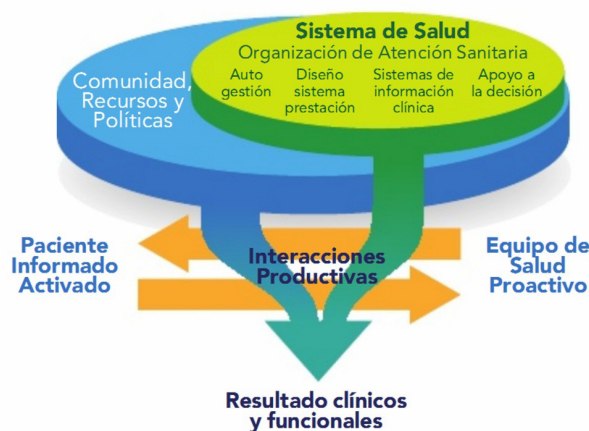 Sistema de Salud
Organización de Atención Sanitaria
Auto
gestión
Diseño
sistema
prestación
Sistemas de
información
clínica
Apoyo a
la decisión
Comunidad,
Recursos y
Políticas
Paciente
Informado
Activado
Interacciones
Productivas
Equipo de
Salud
Proactivo
Resultado clínicos
y funcionales